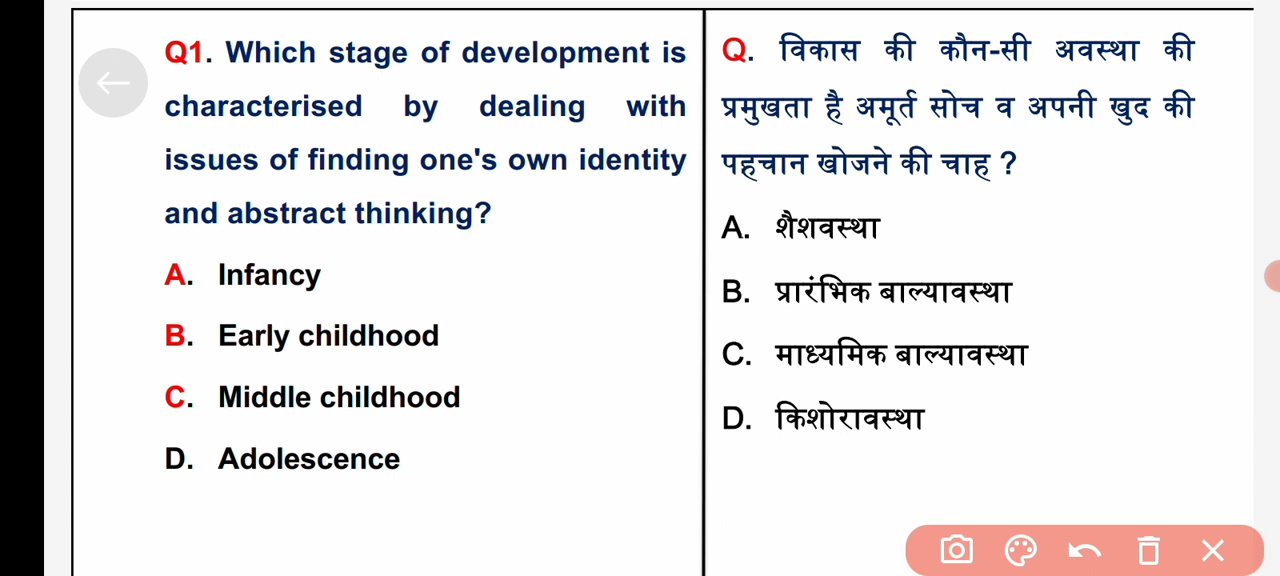 Q1. Which stage of development is
characterised by dealing with
issues of finding one's own identity
and abstract thinking?
A. Infancy
B. Early childhood
C. Middle childhood
D. Adolescence
Q. विकास की कौन-सी अवस्था की
प्रमुखता है अमूर्त सोच व अपनी खुद की
पहचान खोजने की चाह ?
A. शैशवस्था
B. प्रारंभिक बाल्यावस्था
C. माध्यमिक बाल्यावस्था
D. किशोरावस्था